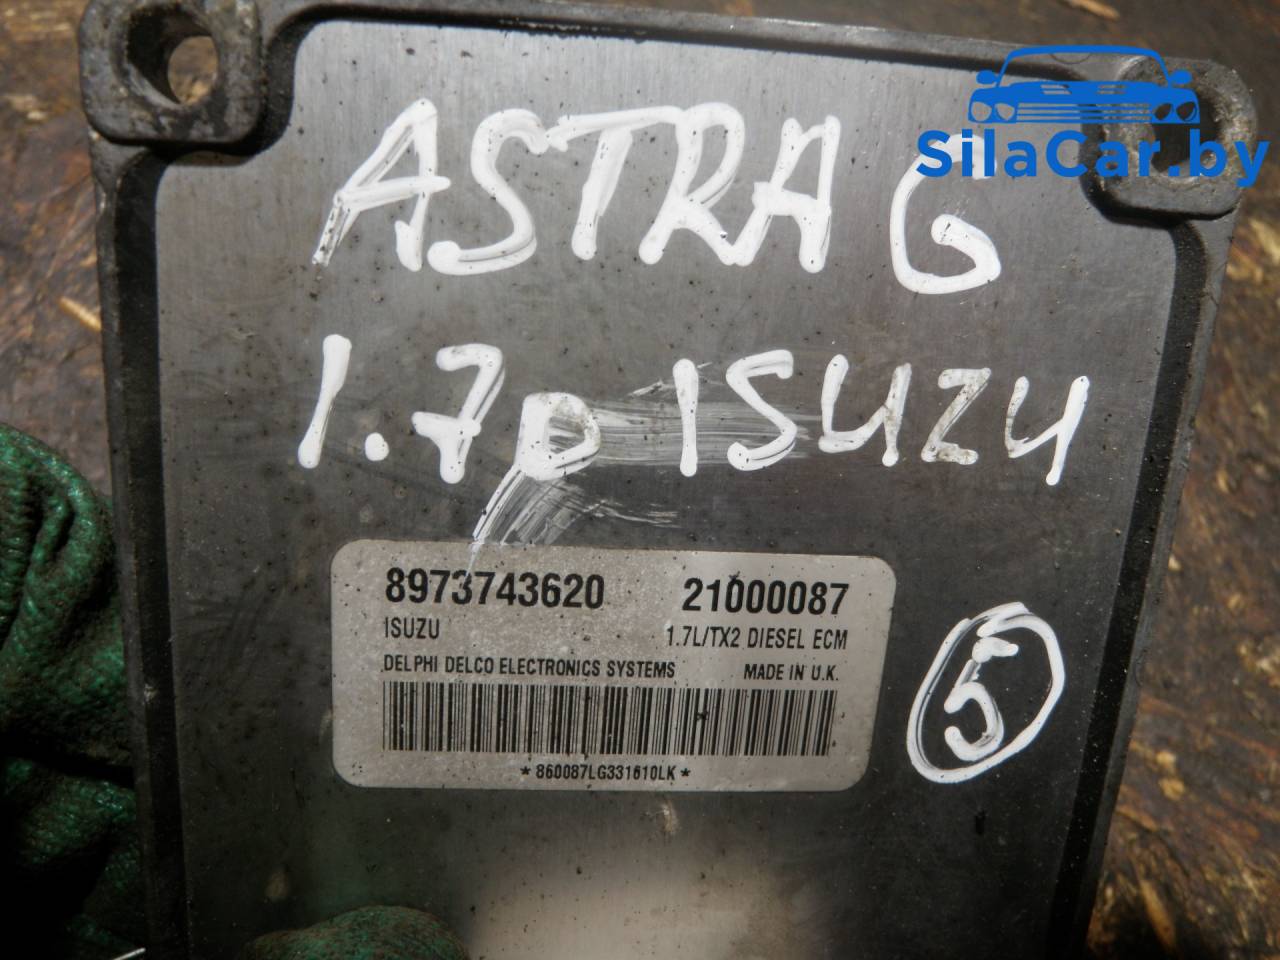 SilaCar.by
ASTRA G
1.7D ISUZU
8973743620 21000087
ISUZU 1.7L/TX2 DIESEL ECM
DELPHI DELCO ELECTRONICS SYSTEMS MADE IN U.K.
*860087LG331610LK*
5